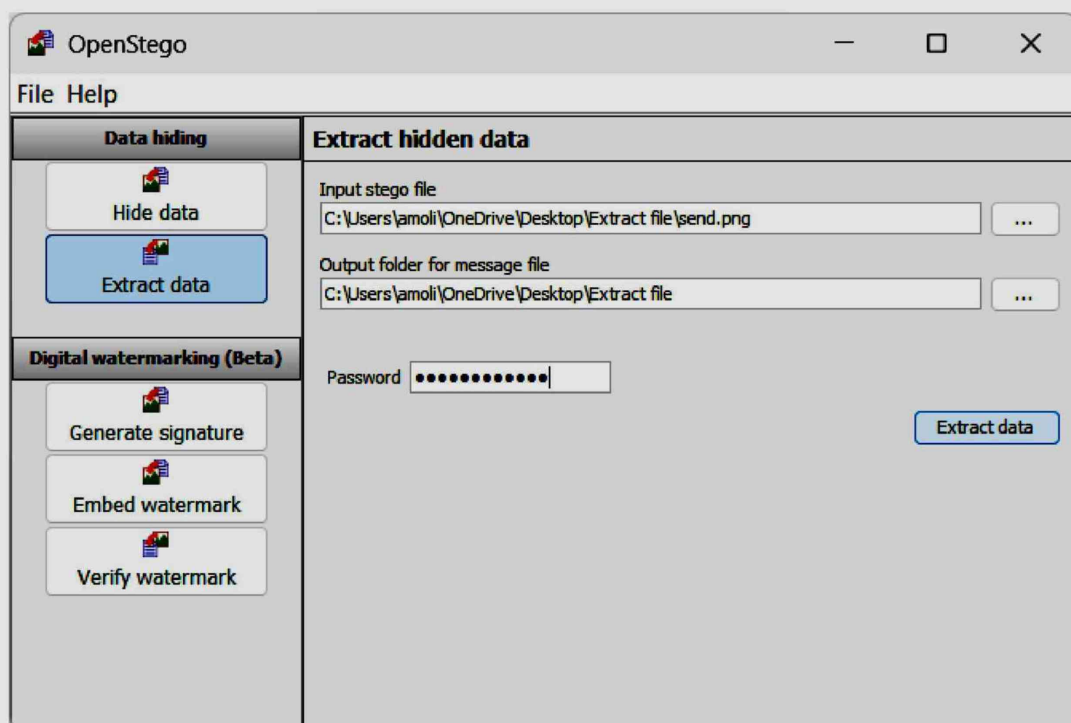 OpenStego
File Help
Data hiding
Hide data
Extract data
Digital watermarking (Beta)
Generate signature
Embed watermark
Verify watermark
Extract hidden data
Input stego file
C:\Users\amoli\OneDrive\Desktop\Extract file\send.png
...
Output folder for message file
C:\Users\amoli\OneDrive\Desktop\Extract file
...
Password ●●●●●●●●●●●●
Extract data